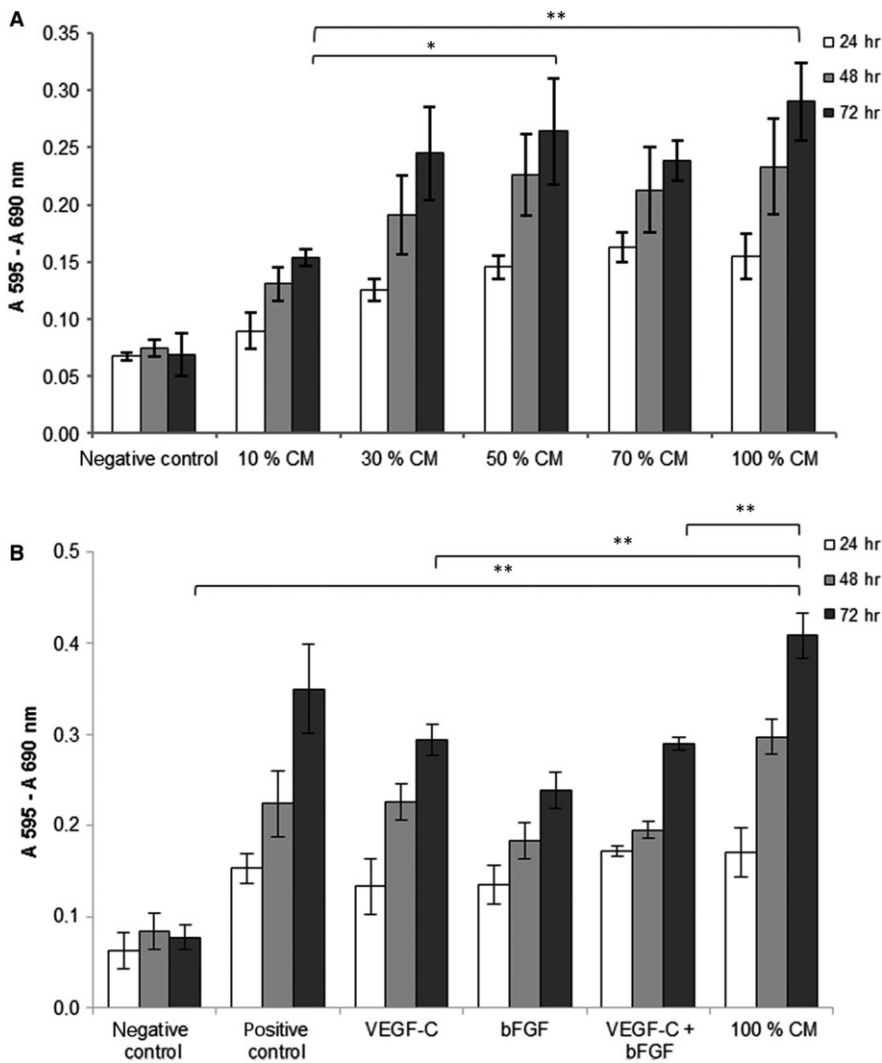 A
**
*
24 hr
48 hr
72 hr
A 595 - A 690 nm
0.35
0.30
0.25
0.20
0.15
0.10
0.05
0.00
Negative control 10 % CM 30 % CM 50 % CM 70 % CM 100 % CM
B
**
**
**
24 hr
48 hr
72 hr
A 595 - A 690 nm
0.5
0.4
0.3
0.2
0.1
0.0
Negative control
Positive control
VEGF-C
bFGF
VEGF-C + bFGF
100 % CM